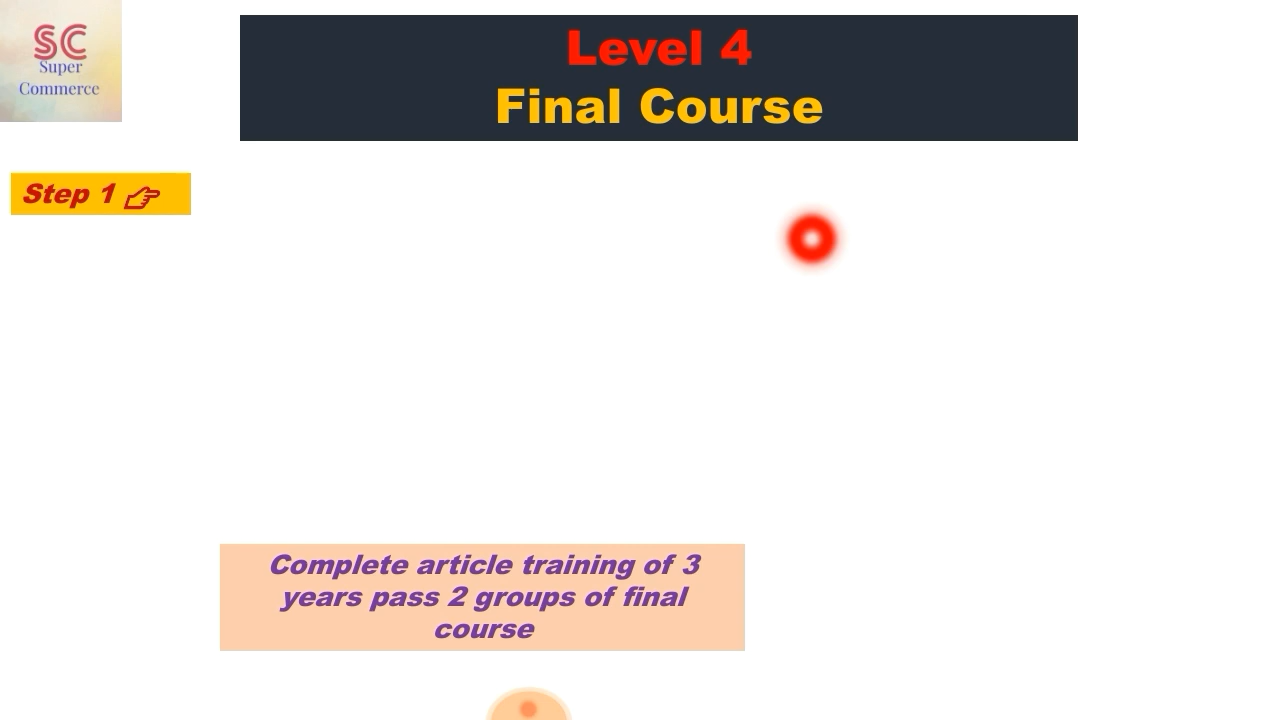 SC
Super
Commerce
Level 4
Final Course
Step 1
Complete article training of 3
years pass 2 groups of final
course